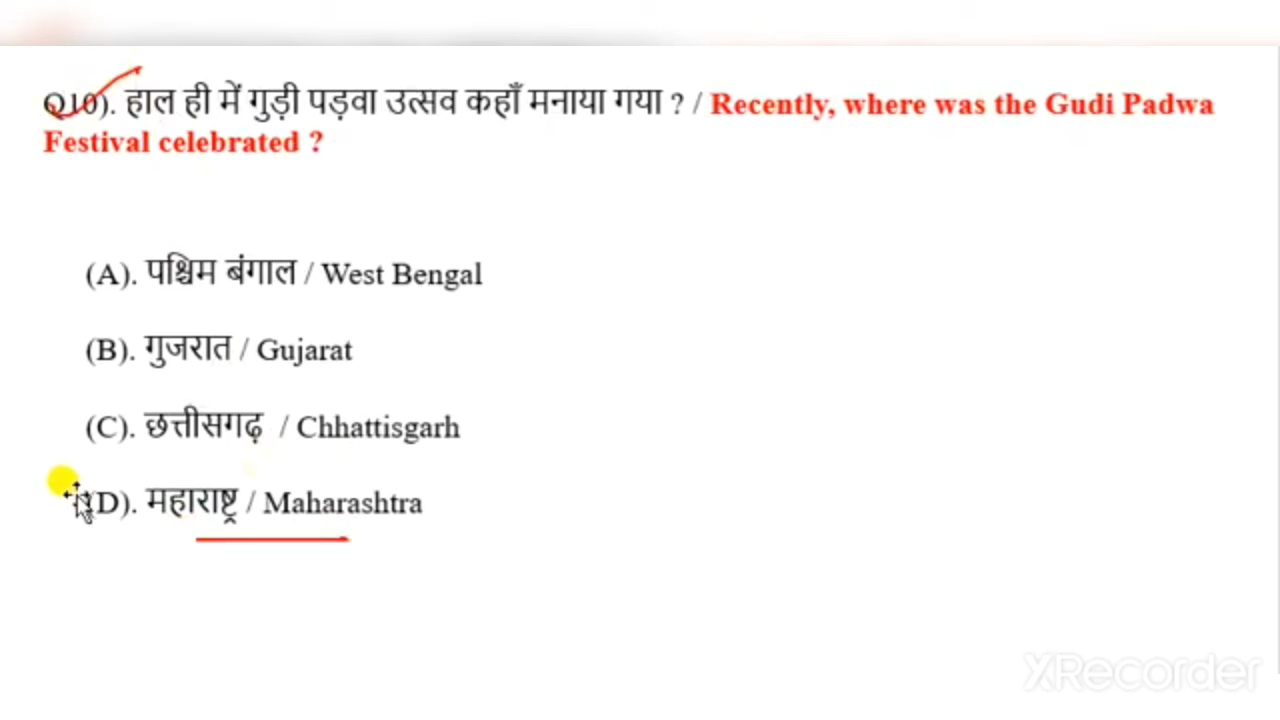 Q10). हाल ही में गुड़ी पड़वा उत्सव कहाँ मनाया गया ? / Recently, where was the Gudi Padwa
Festival celebrated ?
(A). पश्चिम बंगाल / West Bengal
(B). गुजरात / Gujarat
(C). छत्तीसगढ़ / Chhattisgarh
(D). महाराष्ट्र / Maharashtra
XRecorder